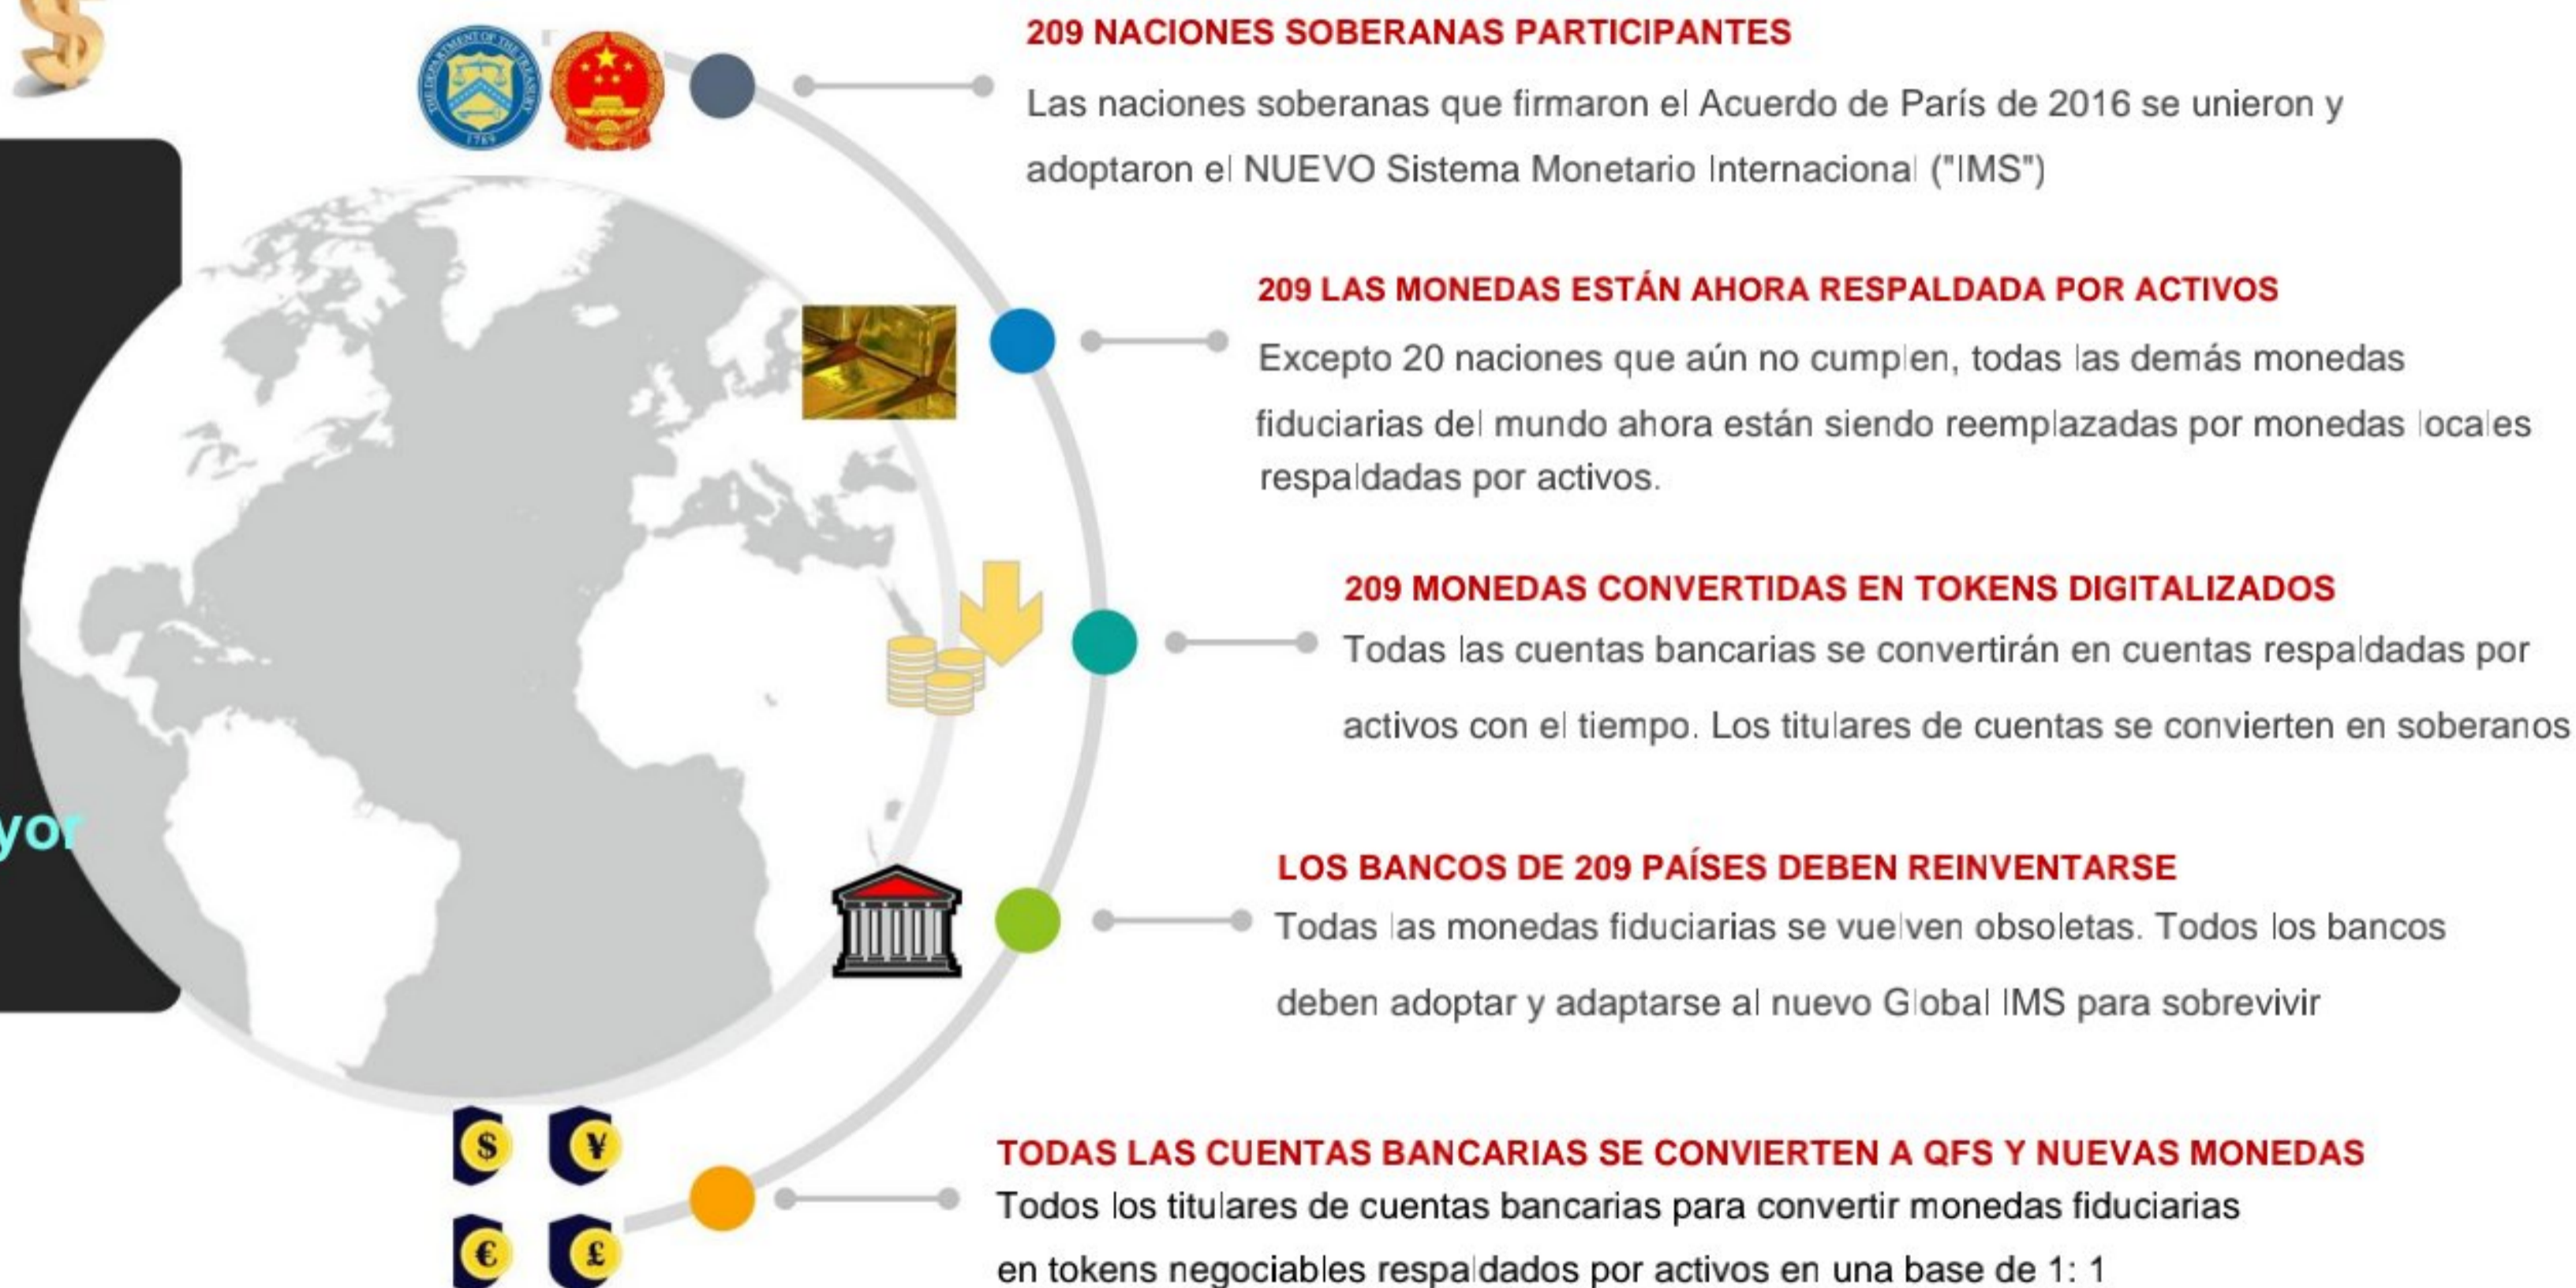 THE DEPARTMENT OF THE TREASURY
1789
209 NACIONES SOBERANAS PARTICIPANTES
Las naciones soberanas que firmaron el Acuerdo de París de 2016 se unieron y
adoptaron el NUEVO Sistema Monetario Internacional ("IMS")
209 LAS MONEDAS ESTÁN AHORA RESPALDADA POR ACTIVOS
Excepto 20 naciones que aún no cumplen, todas las demás monedas
fiduciarias del mundo ahora están siendo reemplazadas por monedas locales
respaldadas por activos.
209 MONEDAS CONVERTIDAS EN TOKENS DIGITALIZADOS
Todas las cuentas bancarias se convertirán en cuentas respaldadas por
activos con el tiempo. Los titulares de cuentas se convierten en soberanos
yor
LOS BANCOS DE 209 PAÍSES DEBEN REINVENTARSE
Todas las monedas fiduciarias se vuelven obsoletas. Todos los bancos
deben adoptar y adaptarse al nuevo Global IMS para sobrevivir
$ ¥
€ £
TODAS LAS CUENTAS BANCARIAS SE CONVIERTEN A QFS Y NUEVAS MONEDAS
Todos los titulares de cuentas bancarias para convertir monedas fiduciarias
en tokens negociables respaldados por activos en una base de 1: 1